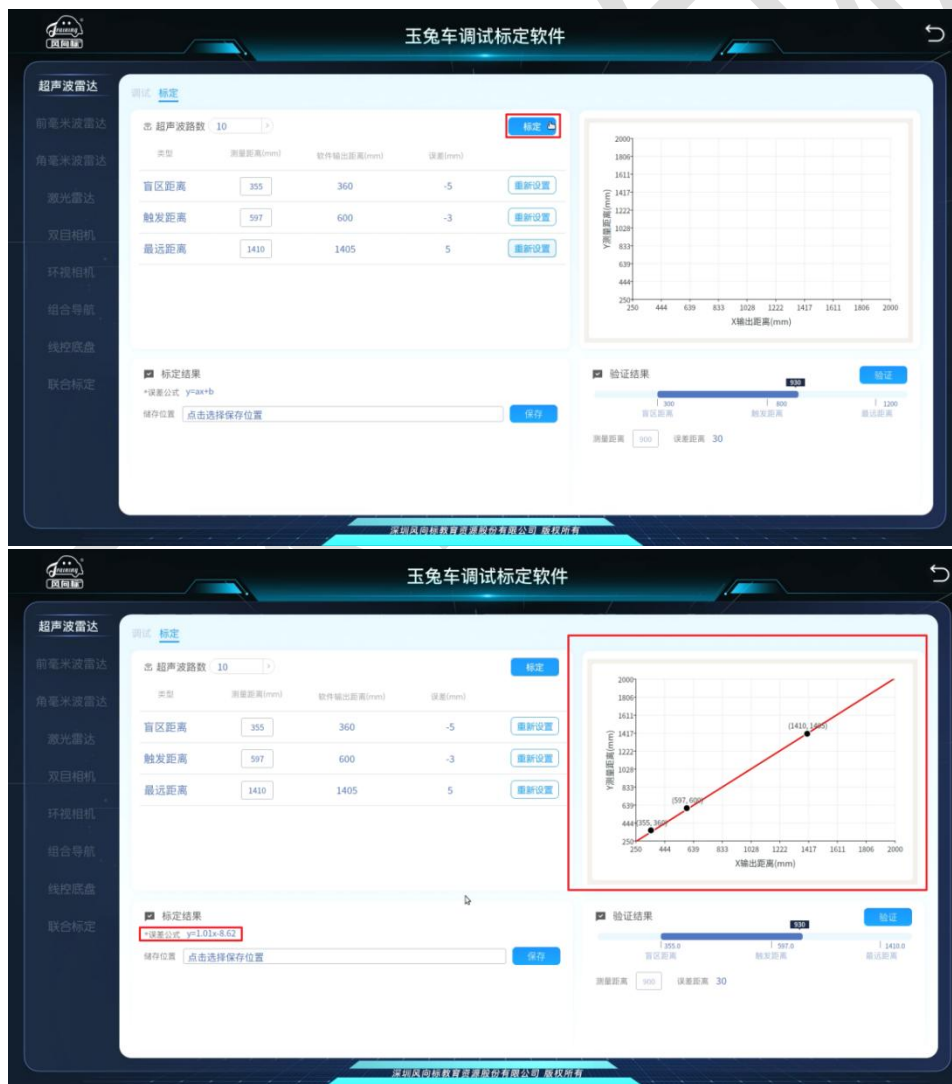 风向标
玉兔车调试标定软件
超声波雷达
前毫米波雷达
角毫米波雷达
激光雷达
双目相机
环视相机
组合导航
线控底盘
联合标定
调试 标定
超声波路数 10 标定
类型 测量距离(mm) 软件输出距离(mm) 误差(mm)
盲区距离 355 360 -5 重新设置
触发距离 597 600 -3 重新设置
最远距离 1410 1405 5 重新设置
Y测量距离(mm)
2000
1806
1611
1417
1222
1028
833
639
444
250
250 444 639 833 1028 1222 1417 1611 1806 2000
X输出距离(mm)
标定结果
*误差公式 y=ax+b
储存位置 点击选择保存位置 保存
验证结果 验证
930
300 800 1200
盲区距离 触发距离 最远距离
测量距离 900 误差距离 30
深圳风向标教育资源股份有限公司 版权所有
风向标
玉兔车调试标定软件
超声波雷达
前毫米波雷达
角毫米波雷达
激光雷达
双目相机
环视相机
组合导航
线控底盘
联合标定
调试 标定
超声波路数 10 标定
类型 测量距离(mm) 软件输出距离(mm) 误差(mm)
盲区距离 355 360 -5 重新设置
触发距离 597 600 -3 重新设置
最远距离 1410 1405 5 重新设置
Y测量距离(mm)
2000
1806
1611
1417
1222
1028
833
639
444
250
(1410, 1405)
(597, 600)
(355, 360)
250 444 639 833 1028 1222 1417 1611 1806 2000
X输出距离(mm)
标定结果
*误差公式 y=1.01x-8.62
储存位置 点击选择保存位置 保存
验证结果 验证
930
355.0 597.0 1410.0
盲区距离 触发距离 最远距离
测量距离 900 误差距离 30
深圳风向标教育资源股份有限公司 版权所有